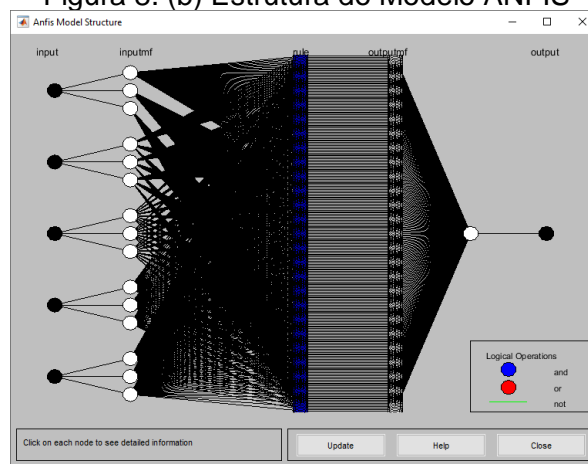 Figura 3: (b) Estrutura do Modelo ANFIS
Anfis Model Structure
input inputmf rule outputmf output
Logical Operations
and
or
not
Click on each node to see detailed information
Update Help Close